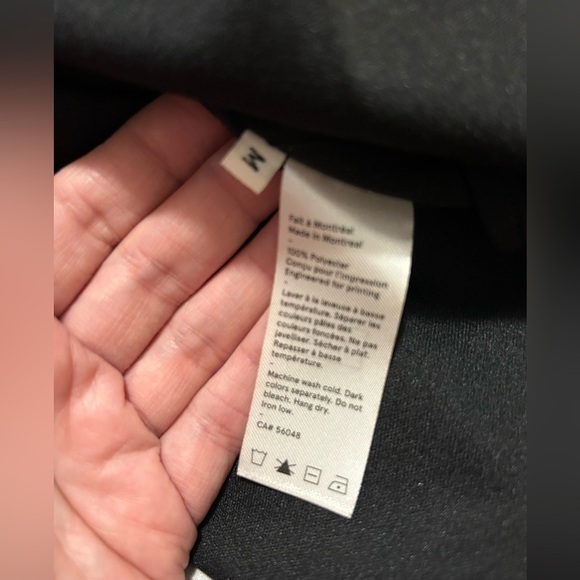 M
Fait à Montréal
Made in Montreal
-
100% Polyester
Conçu pour l'impression
Engineered for printing
-
Laver à la laveuse à basse
température. Séparer les
couleurs pâles des
couleurs foncées. Ne pas
javelliser. Sécher à plat.
Repasser à basse
température.
-
Machine wash cold. Dark
colors separately. Do not
bleach. Hang dry.
Iron low.
-
CA# 56048